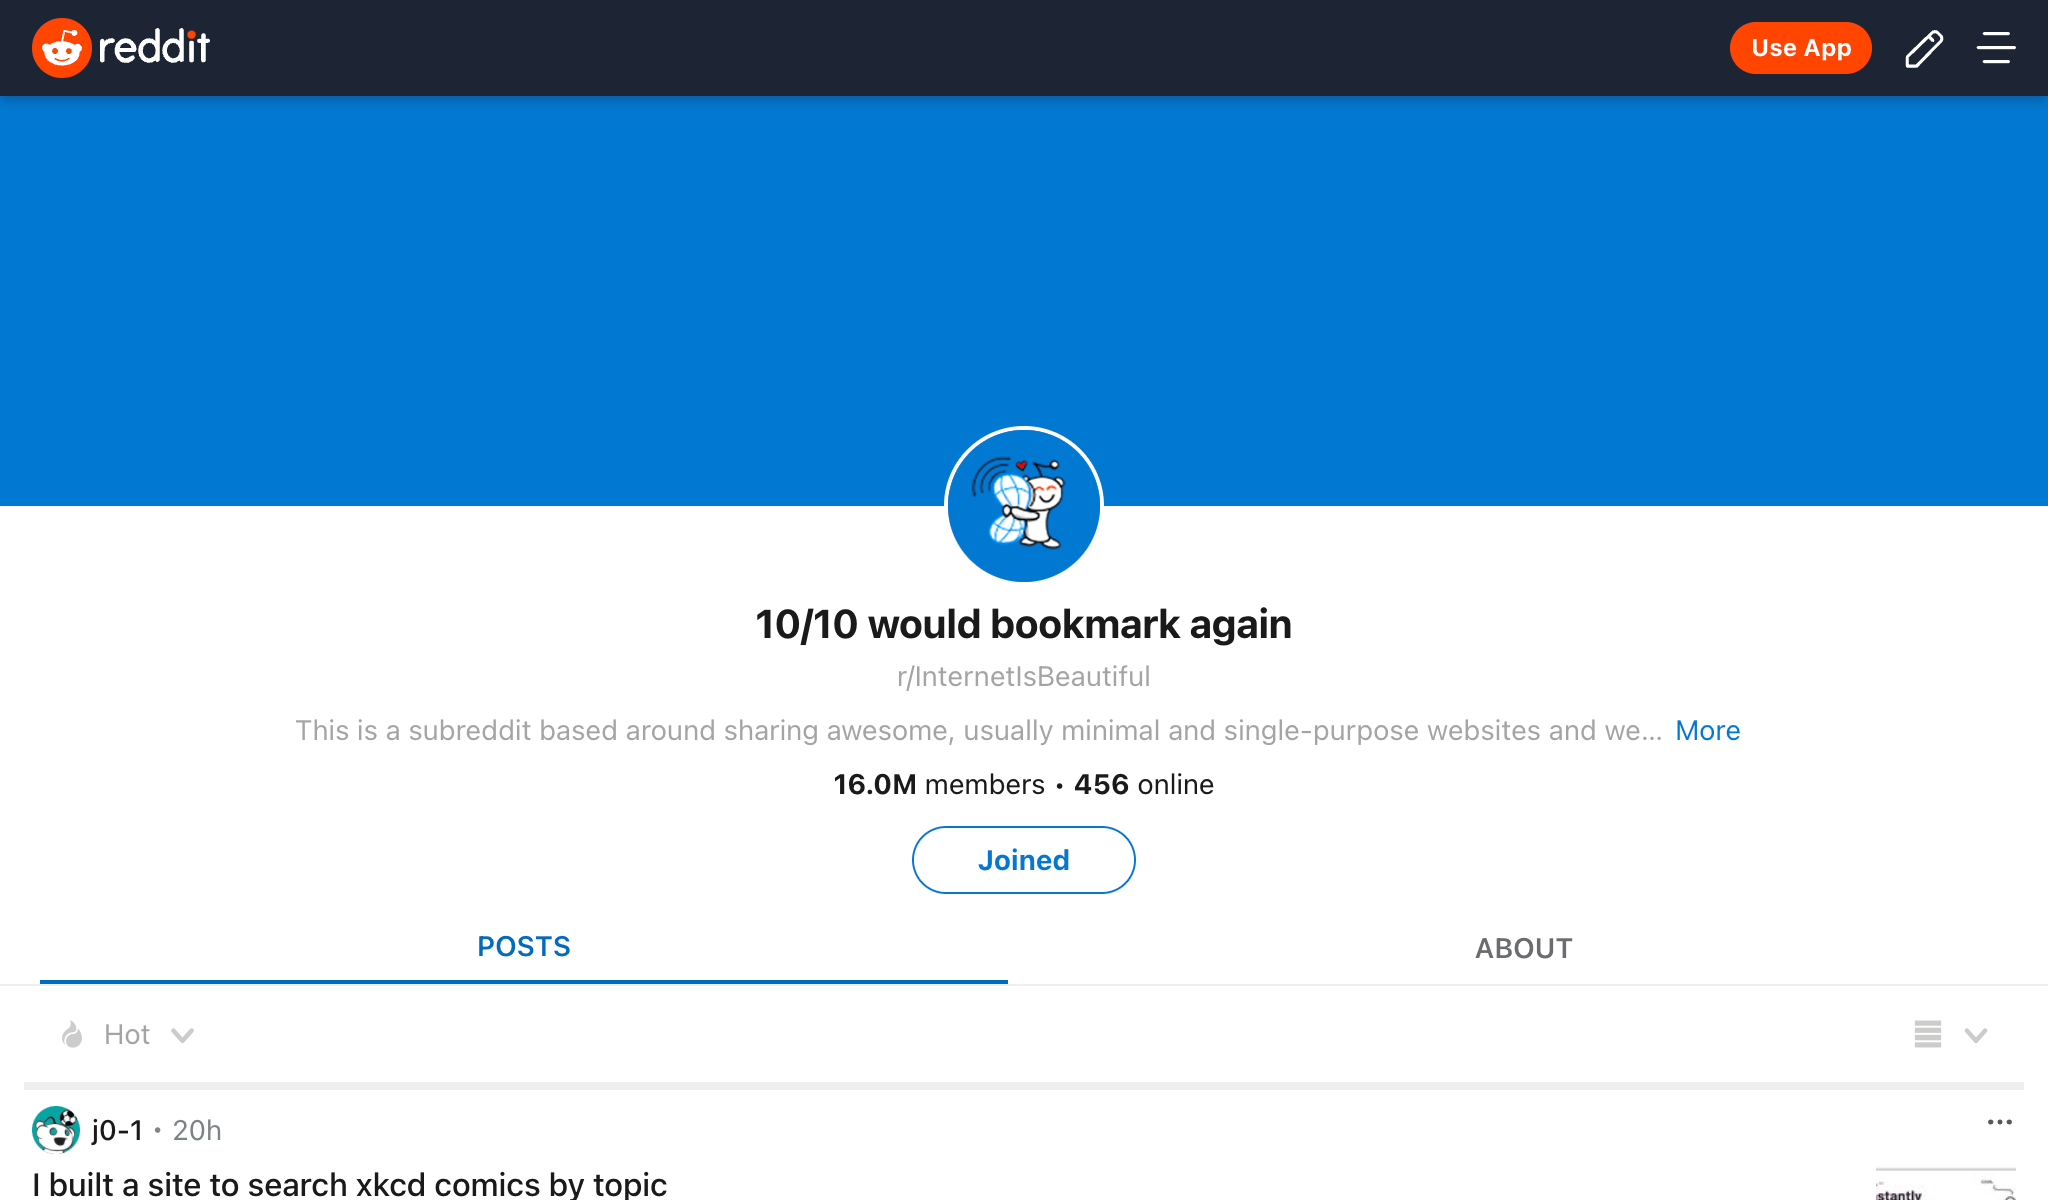 reddit
Use App
10/10 would bookmark again
r/InternetIsBeautiful
This is a subreddit based around sharing awesome, usually minimal and single-purpose websites and we... More
16.0M members • 456 online
Joined
POSTS
ABOUT
Hot
j0-1 • 20h
I built a site to search xkcd comics by topic
stantly